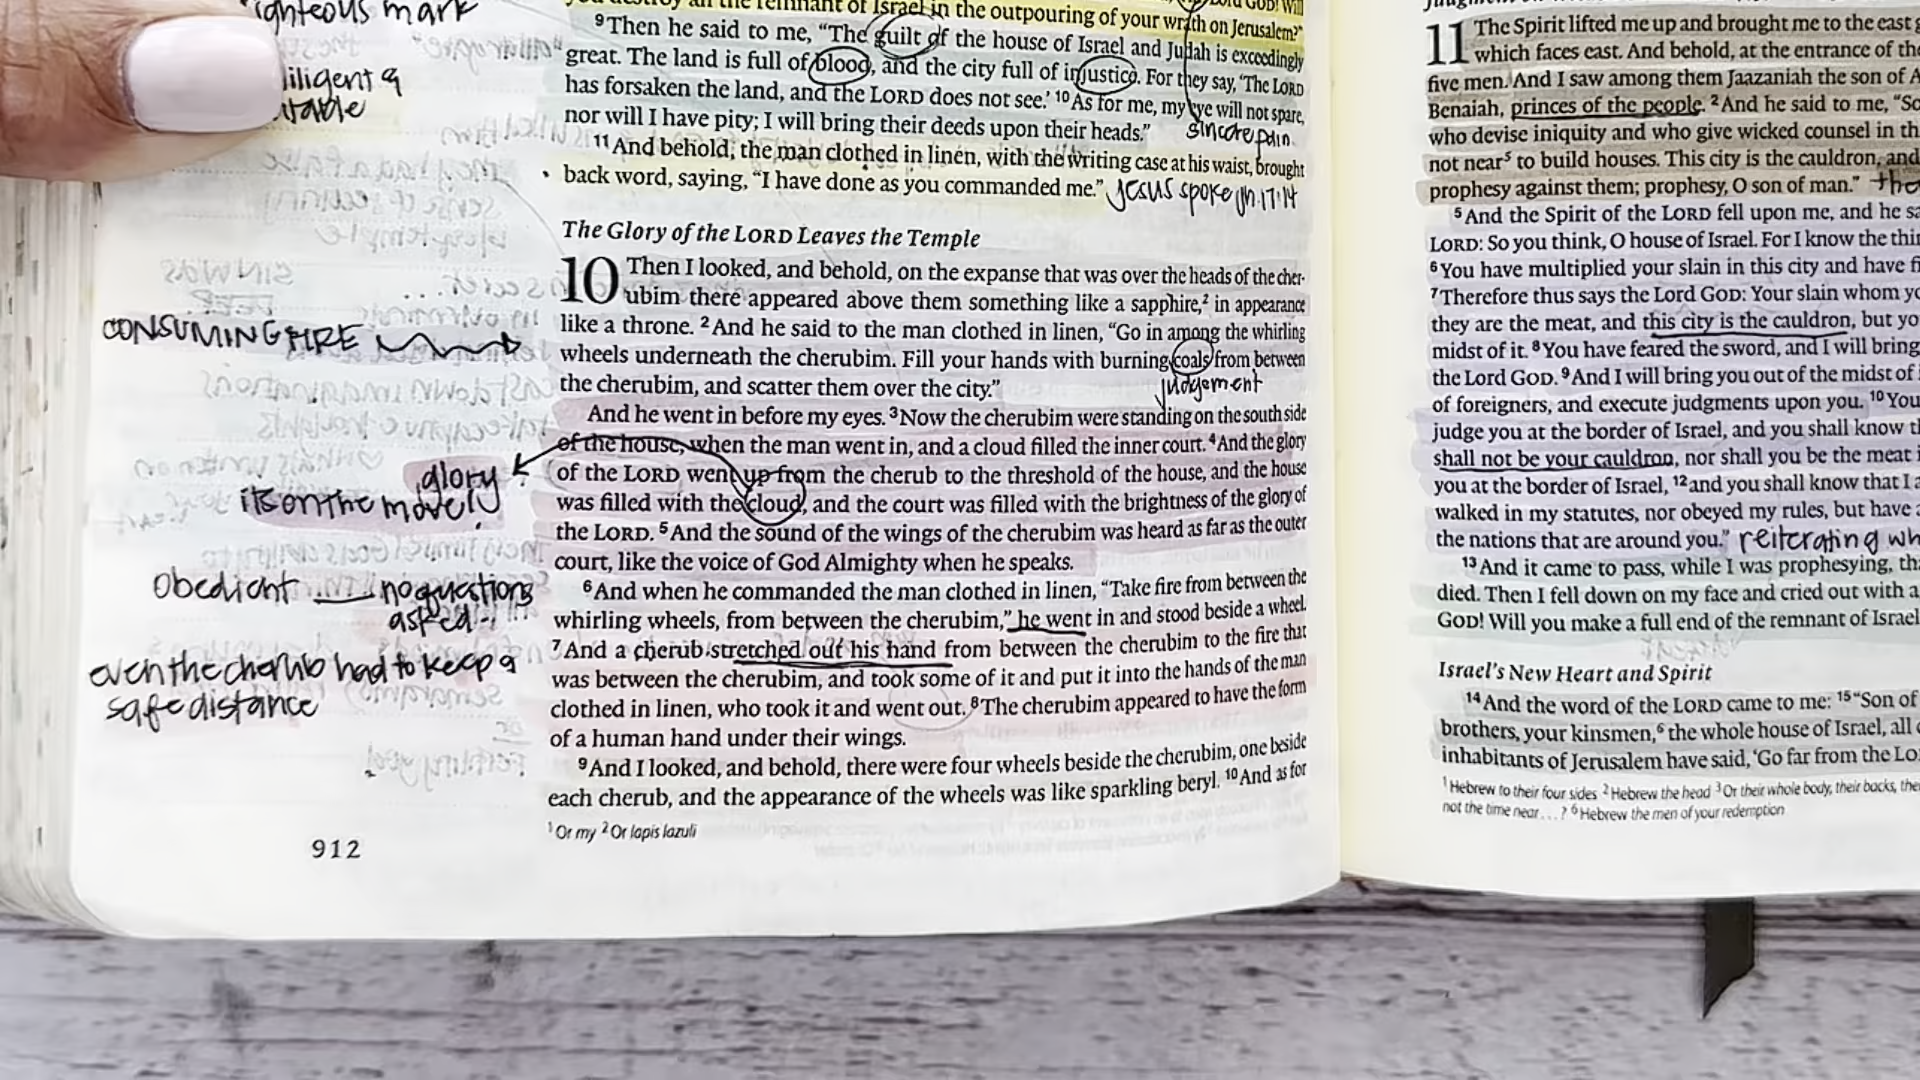 righteous mark
diligent &
you destroy all the remnant of Israel in the outpouring of your wrath on Jerusalem?"
9 Then he said to me, "The guilt of the house of Israel and Judah is exceedingly
great. The land is full of blood, and the city full of injustice. For they say, 'The LORD
has forsaken the land, and the LORD does not see.' 10 As for me, my eye will not spare,
nor will I have pity; I will bring their deeds upon their heads."
sincere pain
11 And behold, the man clothed in linen, with the writing case at his waist, brought
back word, saying, "I have done as you commanded me."
Jesus spoke Jh 17:14
The Glory of the LORD Leaves the Temple
10 Then I looked, and behold, on the expanse that was over the heads of the cher-
ubim there appeared above them something like a sapphire,2 in appearance
like a throne. 2 And he said to the man clothed in linen, "Go in among the whirling
wheels underneath the cherubim. Fill your hands with burning coals from between
the cherubim, and scatter them over the city."
judgement
CONSUMING FIRE
And he went in before my eyes. 3 Now the cherubim were standing on the south side
of the house, when the man went in, and a cloud filled the inner court. 4 And the glory
of the LORD went up from the cherub to the threshold of the house, and the house
was filled with the cloud, and the court was filled with the brightness of the glory of
the LORD. 5 And the sound of the wings of the cherubim was heard as far as the outer
court, like the voice of God Almighty when he speaks.
glory
its on the move!
6 And when he commanded the man clothed in linen, "Take fire from between the
whirling wheels, from between the cherubim," he went in and stood beside a wheel.
7 And a cherub stretched out his hand from between the cherubim to the fire that
was between the cherubim, and took some of it and put it into the hands of the man
clothed in linen, who took it and went out. 8 The cherubim appeared to have the form
of a human hand under their wings.
Obedient — no questions
asked
even the cherub had to keep a
safe distance
9 And I looked, and behold, there were four wheels beside the cherubim, one beside
each cherub, and the appearance of the wheels was like sparkling beryl. 10 And as for
1 Or my 2 Or lapis lazuli
912
11 The Spirit lifted me up and brought me to the east
which faces east. And behold, at the entrance of the
five men. And I saw among them Jaazaniah the son of A
Benaiah, princes of the people. 2 And he said to me, "So
who devise iniquity and who give wicked counsel in th
not near5 to build houses. This city is the cauldron, and
prophesy against them; prophesy, O son of man."
5 And the Spirit of the LORD fell upon me, and he sa
LORD: So you think, O house of Israel. For I know the thin
6 You have multiplied your slain in this city and have fi
7 Therefore thus says the Lord GOD: Your slain whom yo
they are the meat, and this city is the cauldron, but yo
midst of it. 8 You have feared the sword, and I will bring
the Lord GOD. 9 And I will bring you out of the midst of i
of foreigners, and execute judgments upon you. 10 You
judge you at the border of Israel, and you shall know th
shall not be your cauldron, nor shall you be the meat i
you at the border of Israel, 12 and you shall know that I a
walked in my statutes, nor obeyed my rules, but have a
the nations that are around you."
reiterating wh
13 And it came to pass, while I was prophesying, tha
died. Then I fell down on my face and cried out with a
GOD! Will you make a full end of the remnant of Israel
Israel's New Heart and Spirit
14 And the word of the LORD came to me: 15 "Son of
brothers, your kinsmen,6 the whole house of Israel, all o
inhabitants of Jerusalem have said, 'Go far from the Lo
1 Hebrew to their four sides 2 Hebrew the head 3 Or their whole body, their backs, thei
not the time near . . . ? 6 Hebrew the men of your redemption